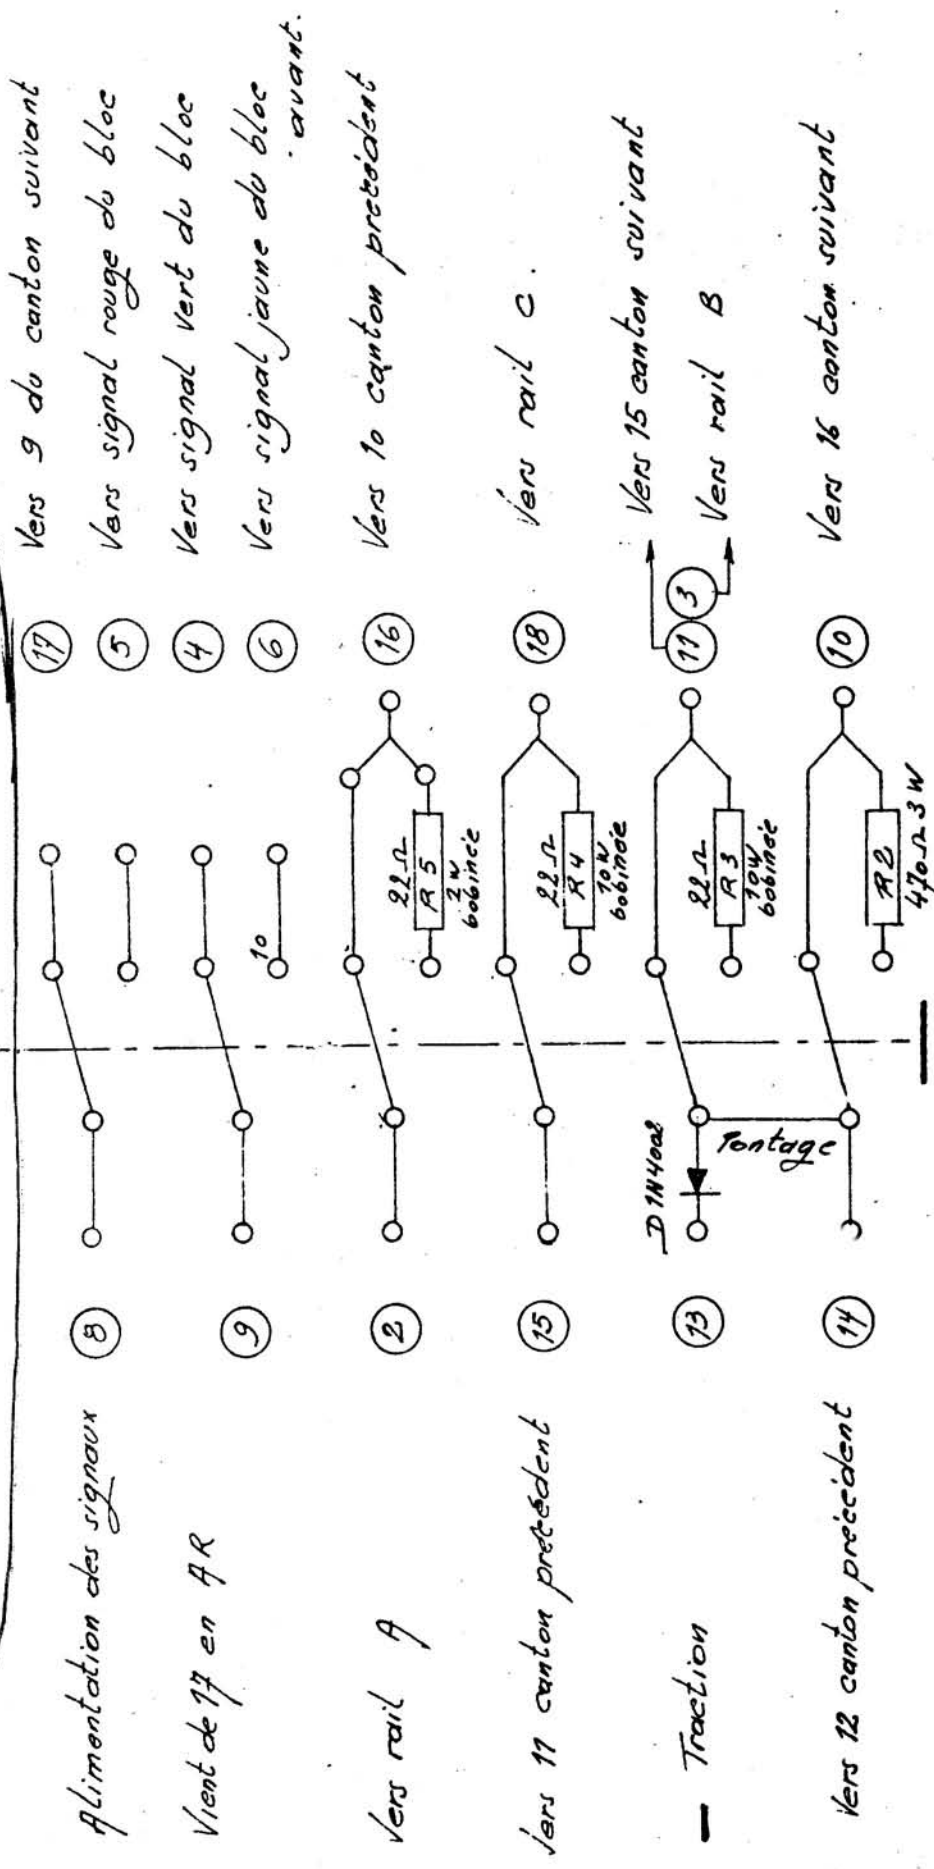 Alimentation des signaux
8
17
Vers 9 du canton suivant
5
Vers signal rouge du bloc
Vient de 17 en AR
9
4
Vers signal vert du bloc
10
6
Vers signal jaune du bloc
avant.
Vers rail A
2
16
Vers 10 canton précédent
22Ω
R5
2W
bobinée
Vers 11 canton précédent
15
18
Vers rail C.
22Ω
R4
10W
bobinée
— Traction
13
D1N4002
11
Vers 15 canton suivant
3
Vers rail B
22Ω
R3
10W
bobinée
Pontage
Vers 12 canton précédent
14
10
Vers 16 canton suivant
R2
470Ω 3W